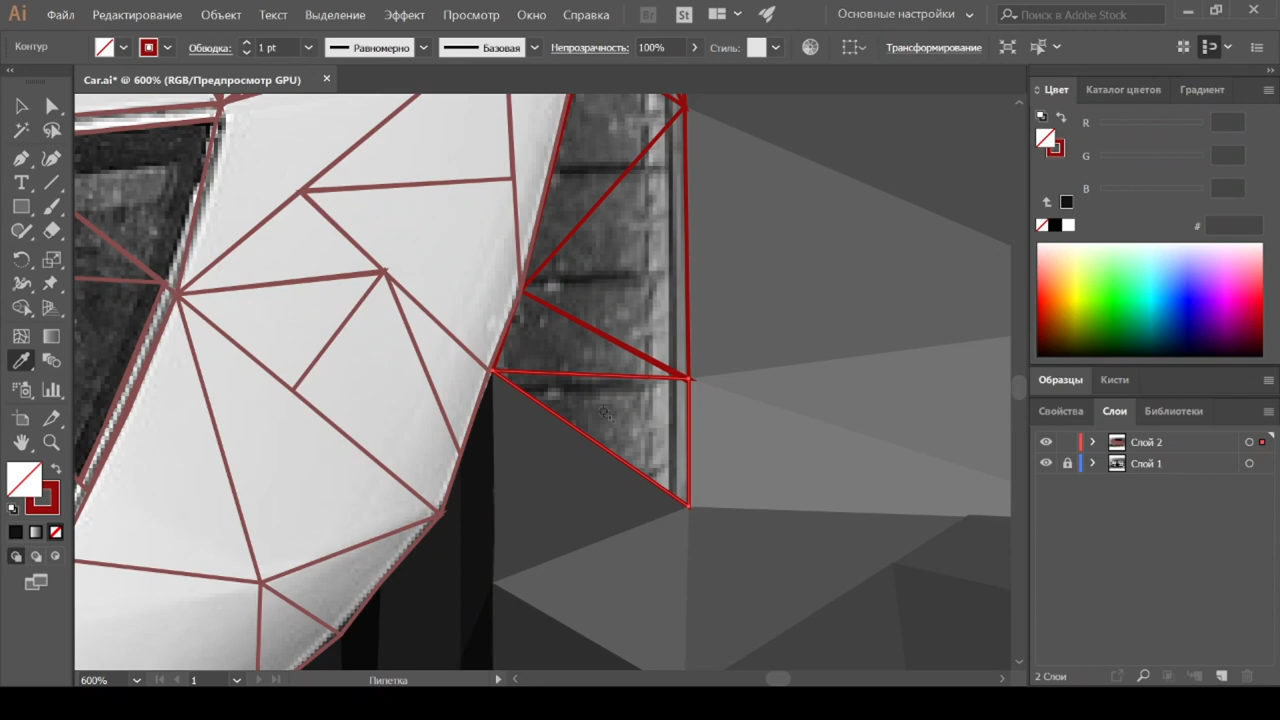 Ai Файл Редактирование Объект Текст Выделение Эффект Просмотр Окно Справка Br St Основные настройки Поиск в Adobe Stock
Контур Обводка: 1 pt Равномерно Базовая Непрозрачность: 100% Стиль: Трансформирование
Car.ai* @ 600% (RGB/Предпросмотр GPU)
Цвет Каталог цветов Градиент
R
G
B
#
Образцы Кисти
Свойства Слои Библиотеки
Слой 2
Слой 1
2 Слои
600% 1 Пипетка